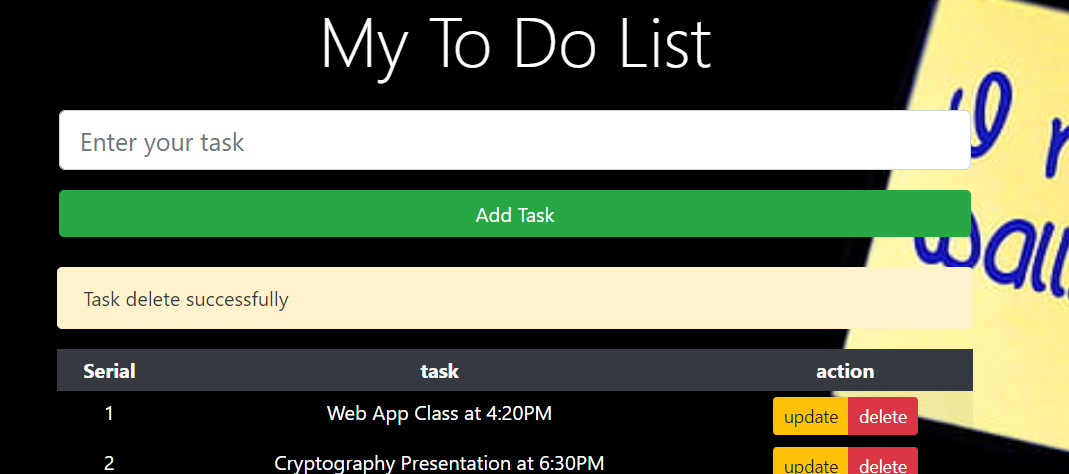 My To Do List
Enter your task
Add Task
Task delete successfully
Serial task action
1 Web App Class at 4:20PM update delete
2 Cryptography Presentation at 6:30PM update delete